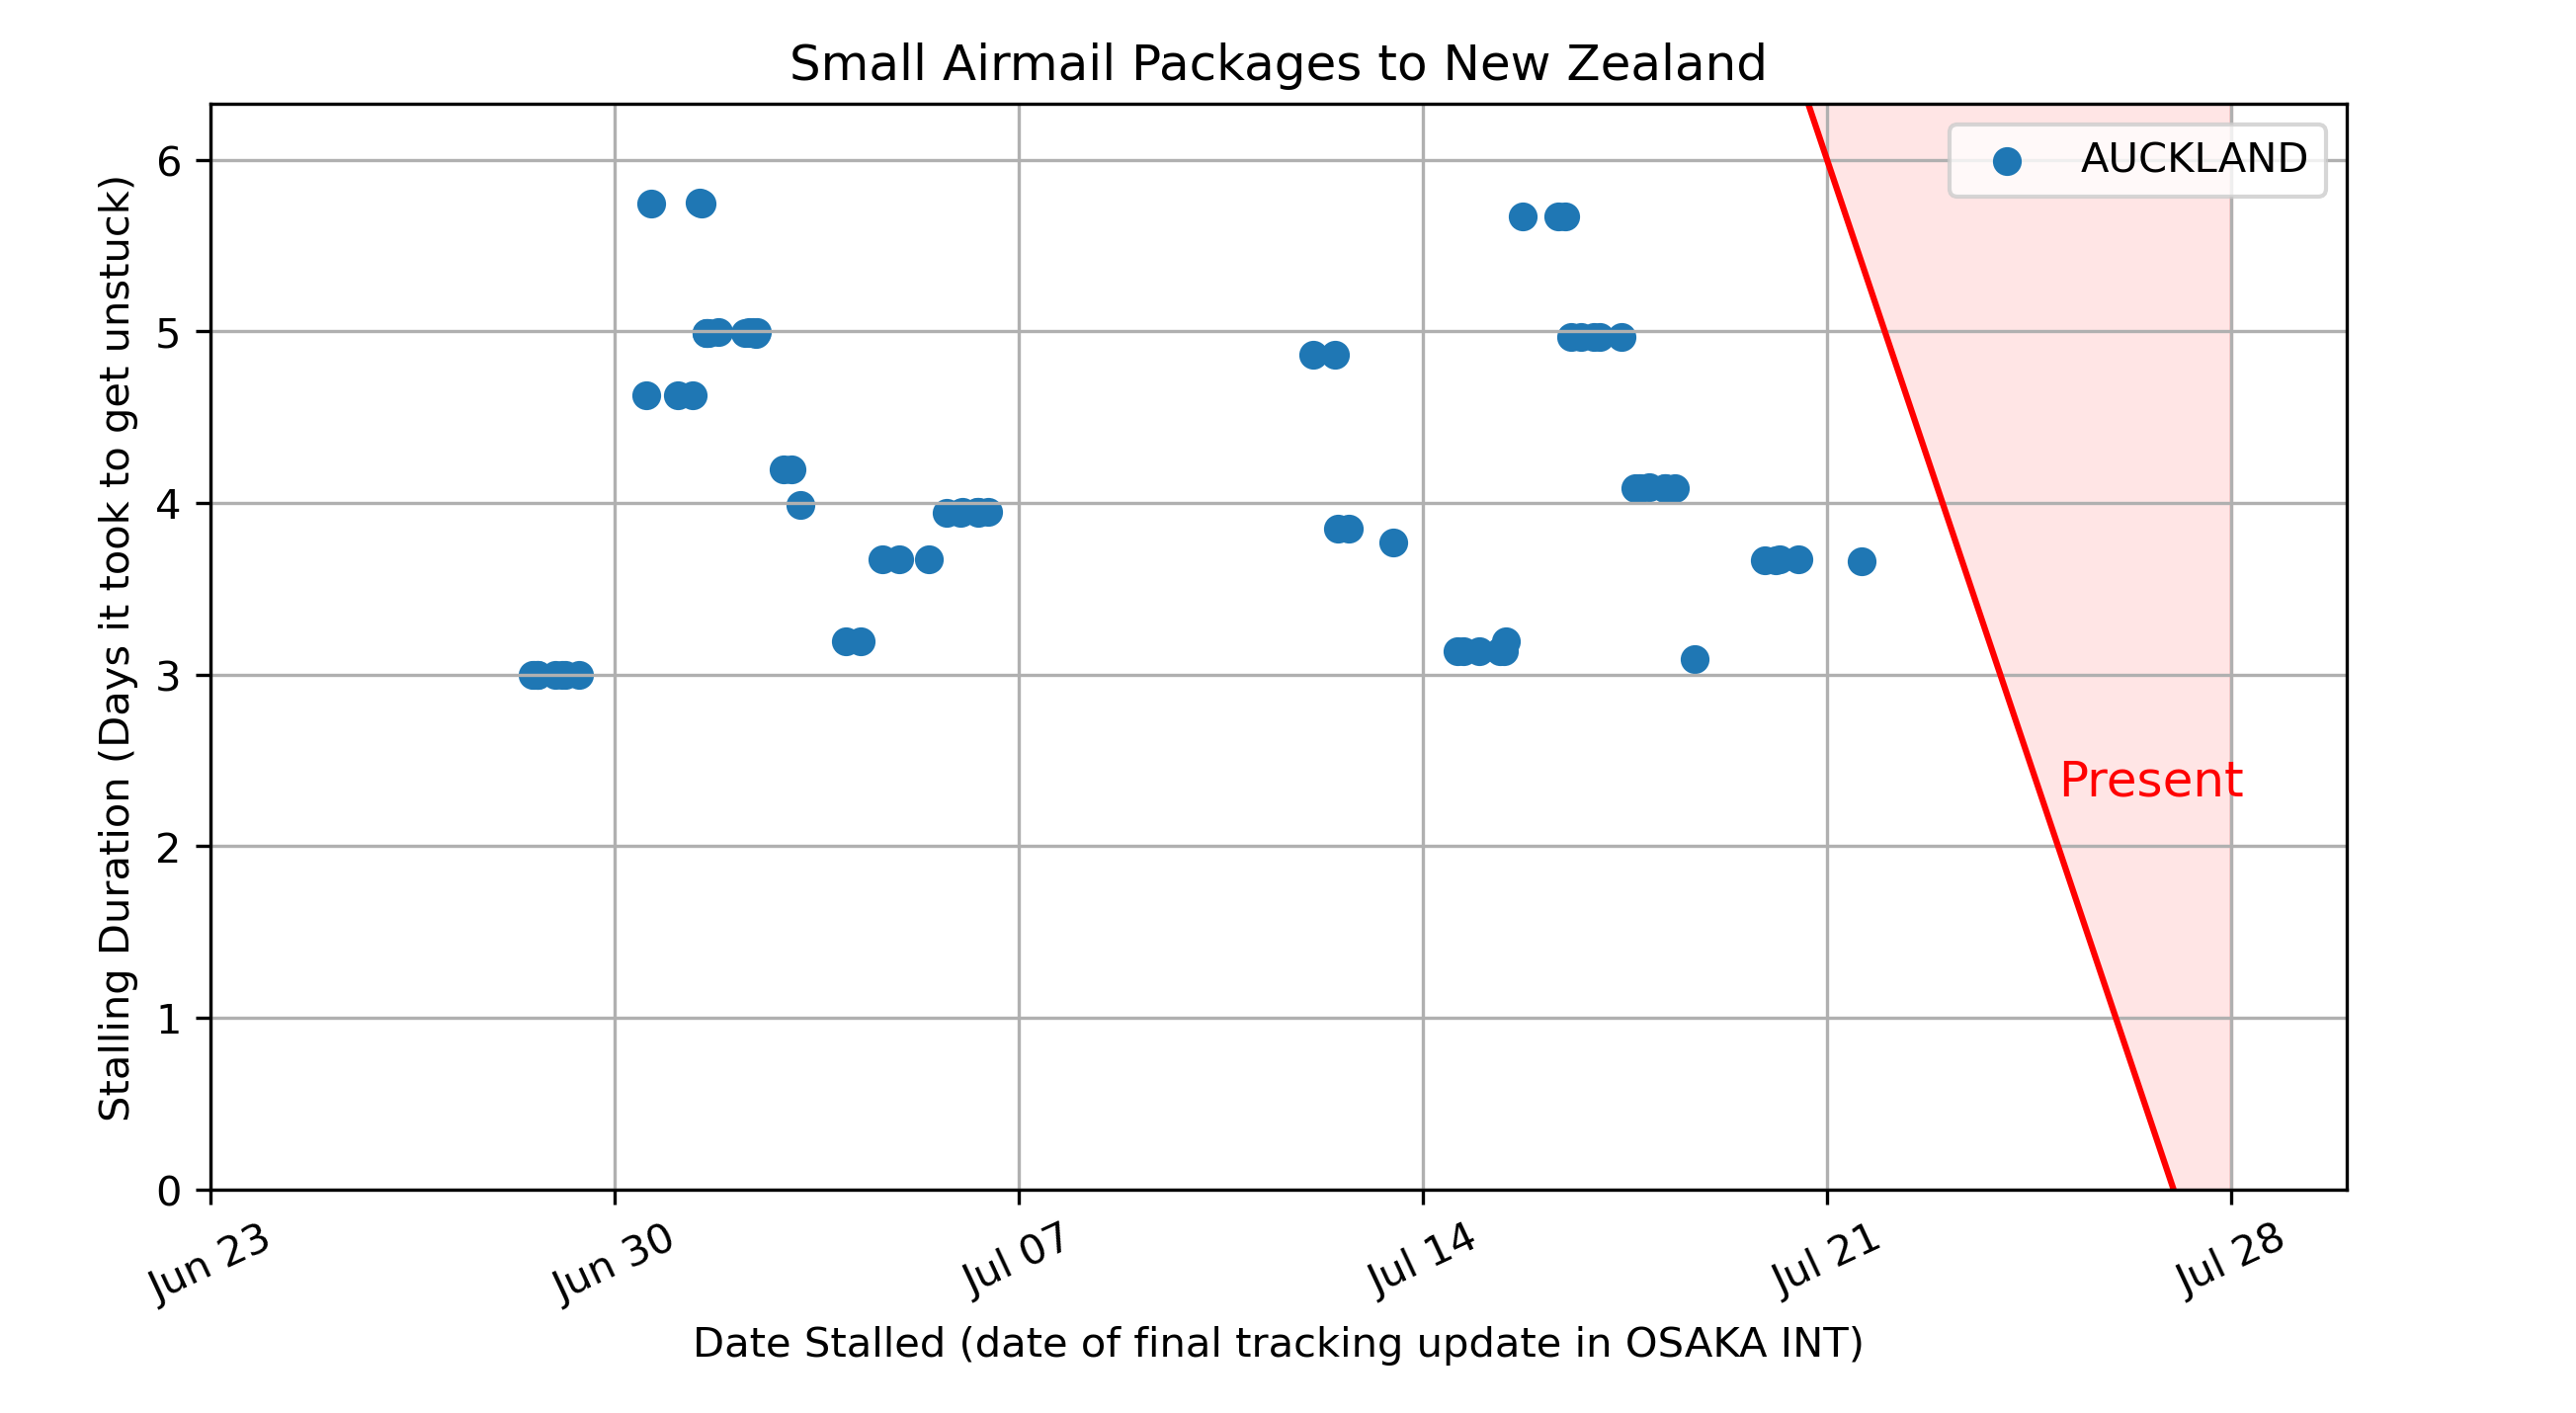 Small Airmail Packages to New Zealand
AUCKLAND
Stalling Duration (Days it took to get unstuck)
6
5
4
3
2
1
0
Present
Jun 23
Jun 30
Jul 07
Jul 14
Jul 21
Jul 28
Date Stalled (date of final tracking update in OSAKA INT)